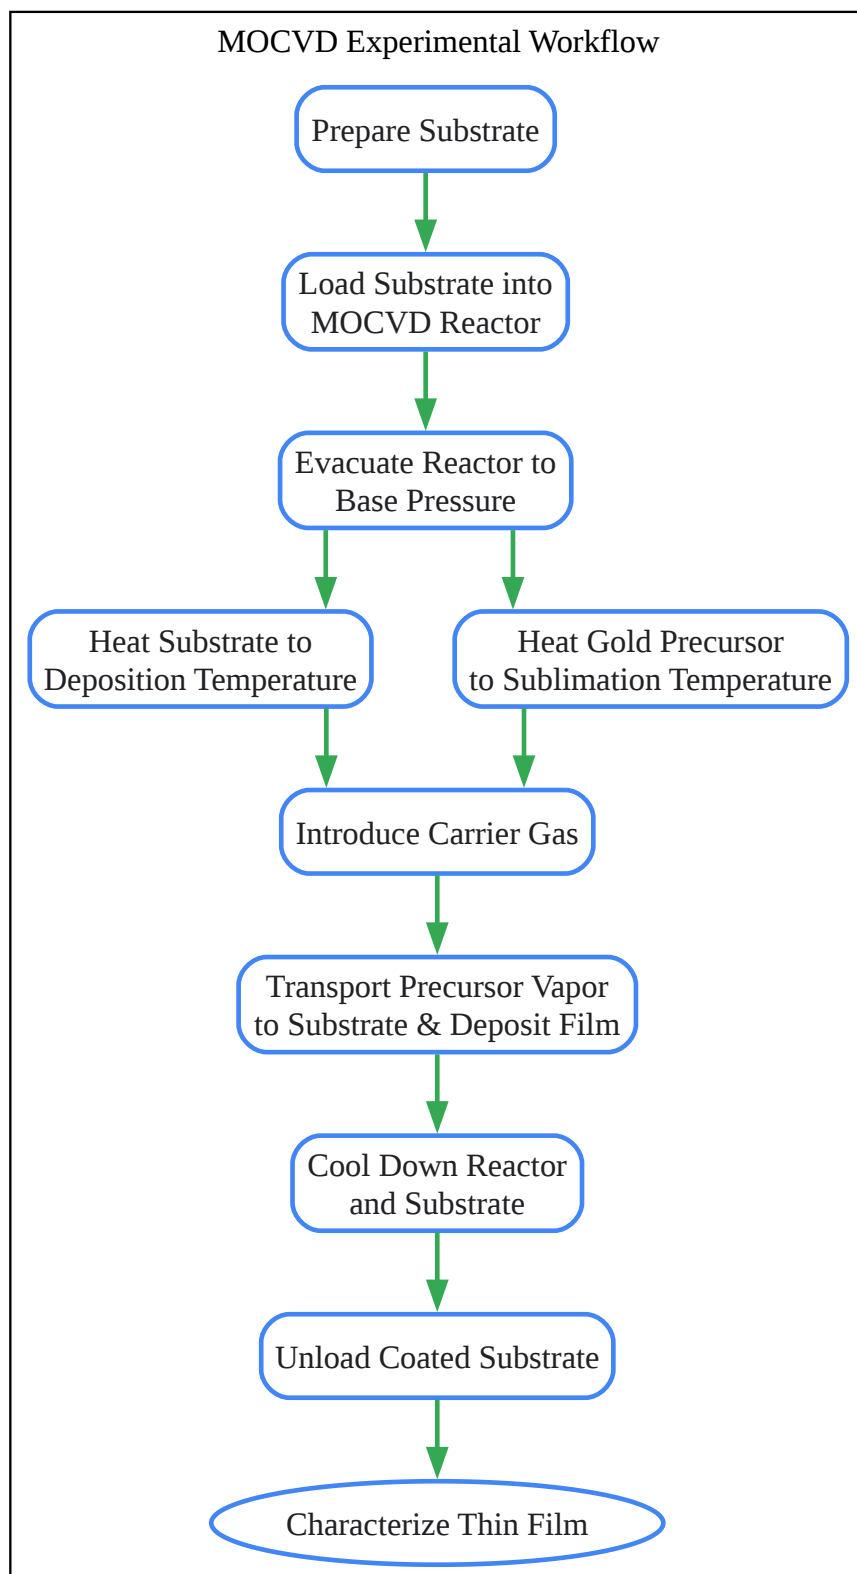 MOCVD Experimental Workflow
Prepare Substrate
Load Substrate into
MOCVD Reactor
Evacuate Reactor to
Base Pressure
Heat Substrate to
Deposition Temperature
Heat Gold Precursor
to Sublimation Temperature
Introduce Carrier Gas
Transport Precursor Vapor
to Substrate & Deposit Film
Cool Down Reactor
and Substrate
Unload Coated Substrate
Characterize Thin Film